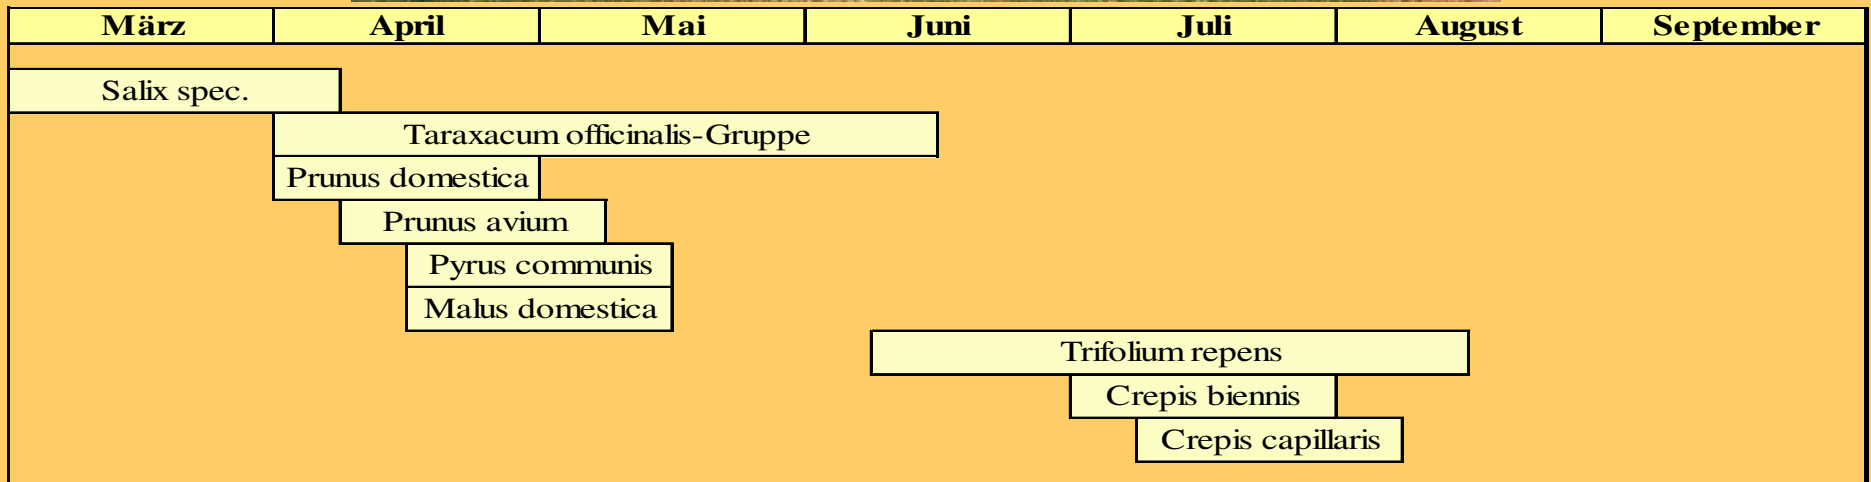 März April Mai Juni Juli August September
Salix spec.
Taraxacum officinalis-Gruppe
Prunus domestica
Prunus avium
Pyrus communis
Malus domestica
Trifolium repens
Crepis biennis
Crepis capillaris